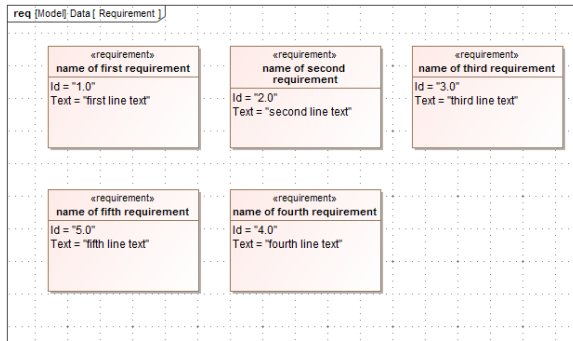 req [Model] Data [ Requirement ]
«requirement»
name of first requirement
Id = "1.0"
Text = "first line text"
«requirement»
name of second
requirement
Id = "2.0"
Text = "second line text"
«requirement»
name of third requirement
Id = "3.0"
Text = "third line text"
«requirement»
name of fifth requirement
Id = "5.0"
Text = "fifth line text"
«requirement»
name of fourth requirement
Id = "4.0"
Text = "fourth line text"